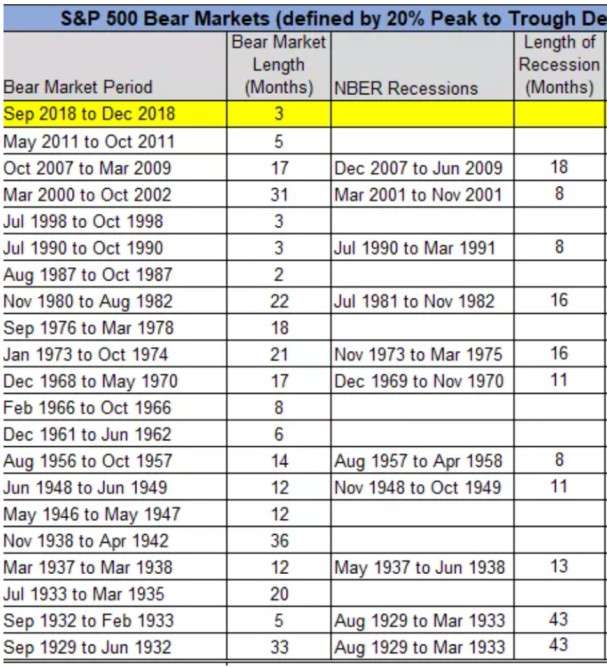 S&P 500 Bear Markets (defined by 20% Peak to Trough De
Bear Market Period Bear Market Length (Months) NBER Recessions Length of Recession (Months)
Sep 2018 to Dec 2018 3
May 2011 to Oct 2011 5
Oct 2007 to Mar 2009 17 Dec 2007 to Jun 2009 18
Mar 2000 to Oct 2002 31 Mar 2001 to Nov 2001 8
Jul 1998 to Oct 1998 3
Jul 1990 to Oct 1990 3 Jul 1990 to Mar 1991 8
Aug 1987 to Oct 1987 2
Nov 1980 to Aug 1982 22 Jul 1981 to Nov 1982 16
Sep 1976 to Mar 1978 18
Jan 1973 to Oct 1974 21 Nov 1973 to Mar 1975 16
Dec 1968 to May 1970 17 Dec 1969 to Nov 1970 11
Feb 1966 to Oct 1966 8
Dec 1961 to Jun 1962 6
Aug 1956 to Oct 1957 14 Aug 1957 to Apr 1958 8
Jun 1948 to Jun 1949 12 Nov 1948 to Oct 1949 11
May 1946 to May 1947 12
Nov 1938 to Apr 1942 36
Mar 1937 to Mar 1938 12 May 1937 to Jun 1938 13
Jul 1933 to Mar 1935 20
Sep 1932 to Feb 1933 5 Aug 1929 to Mar 1933 43
Sep 1929 to Jun 1932 33 Aug 1929 to Mar 1933 43